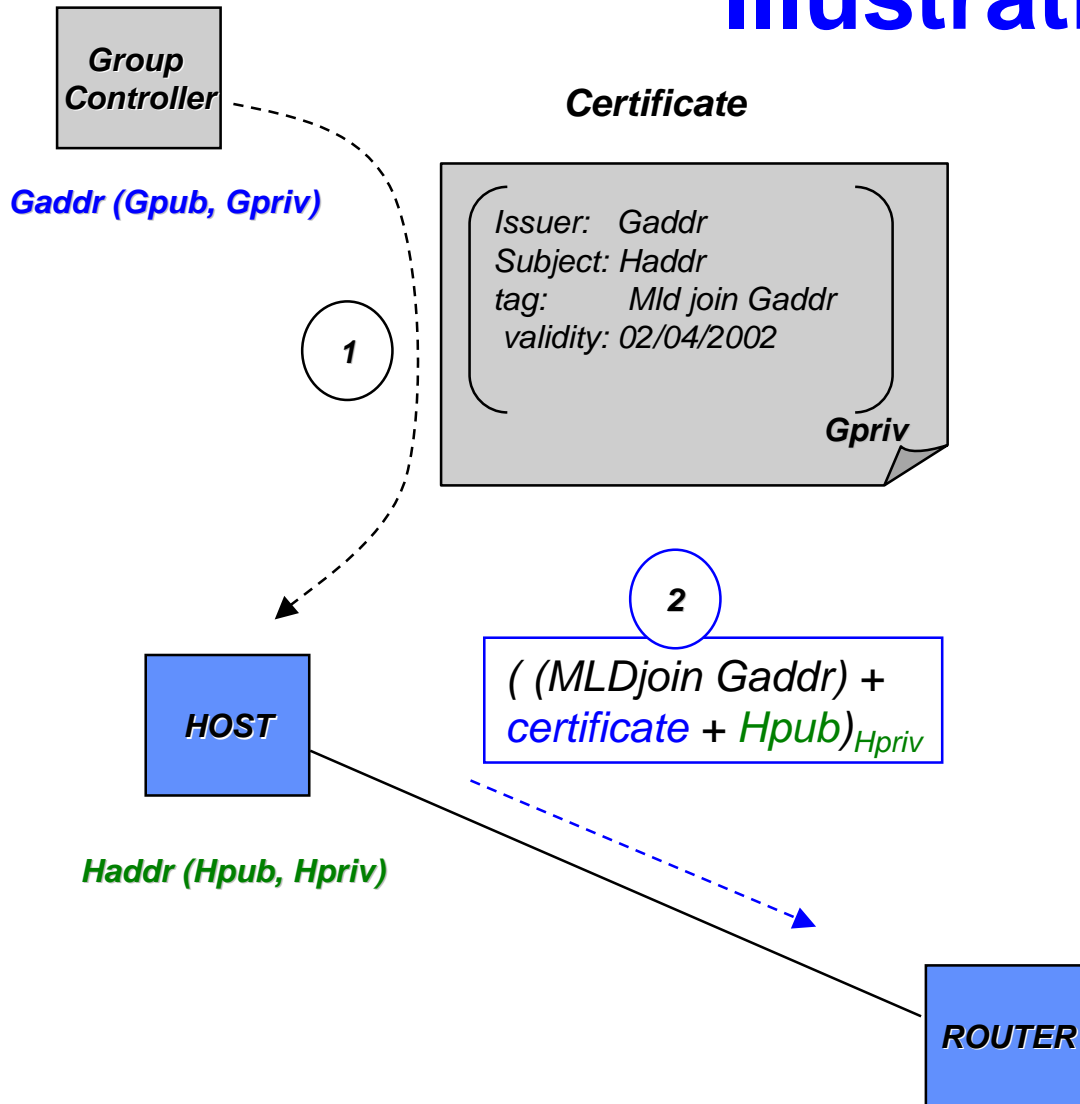 Group
Controller
Certificate
Gaddr (Gpub, Gpriv)
Issuer: Gaddr
Subject: Haddr
tag: Mld join Gaddr
validity: 02/04/2002
Gpriv
1
2
( (MLDjoin Gaddr) +
certificate + Hpub)Hpriv
HOST
Haddr (Hpub, Hpriv)
ROUTER